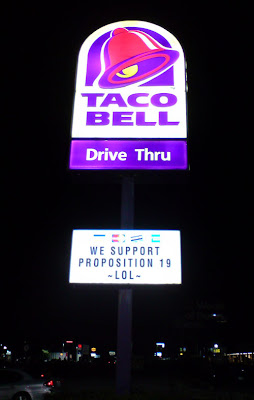 TACO
BELL
Drive Thru
WE SUPPORT
PROPOSITION 19
~LOL~